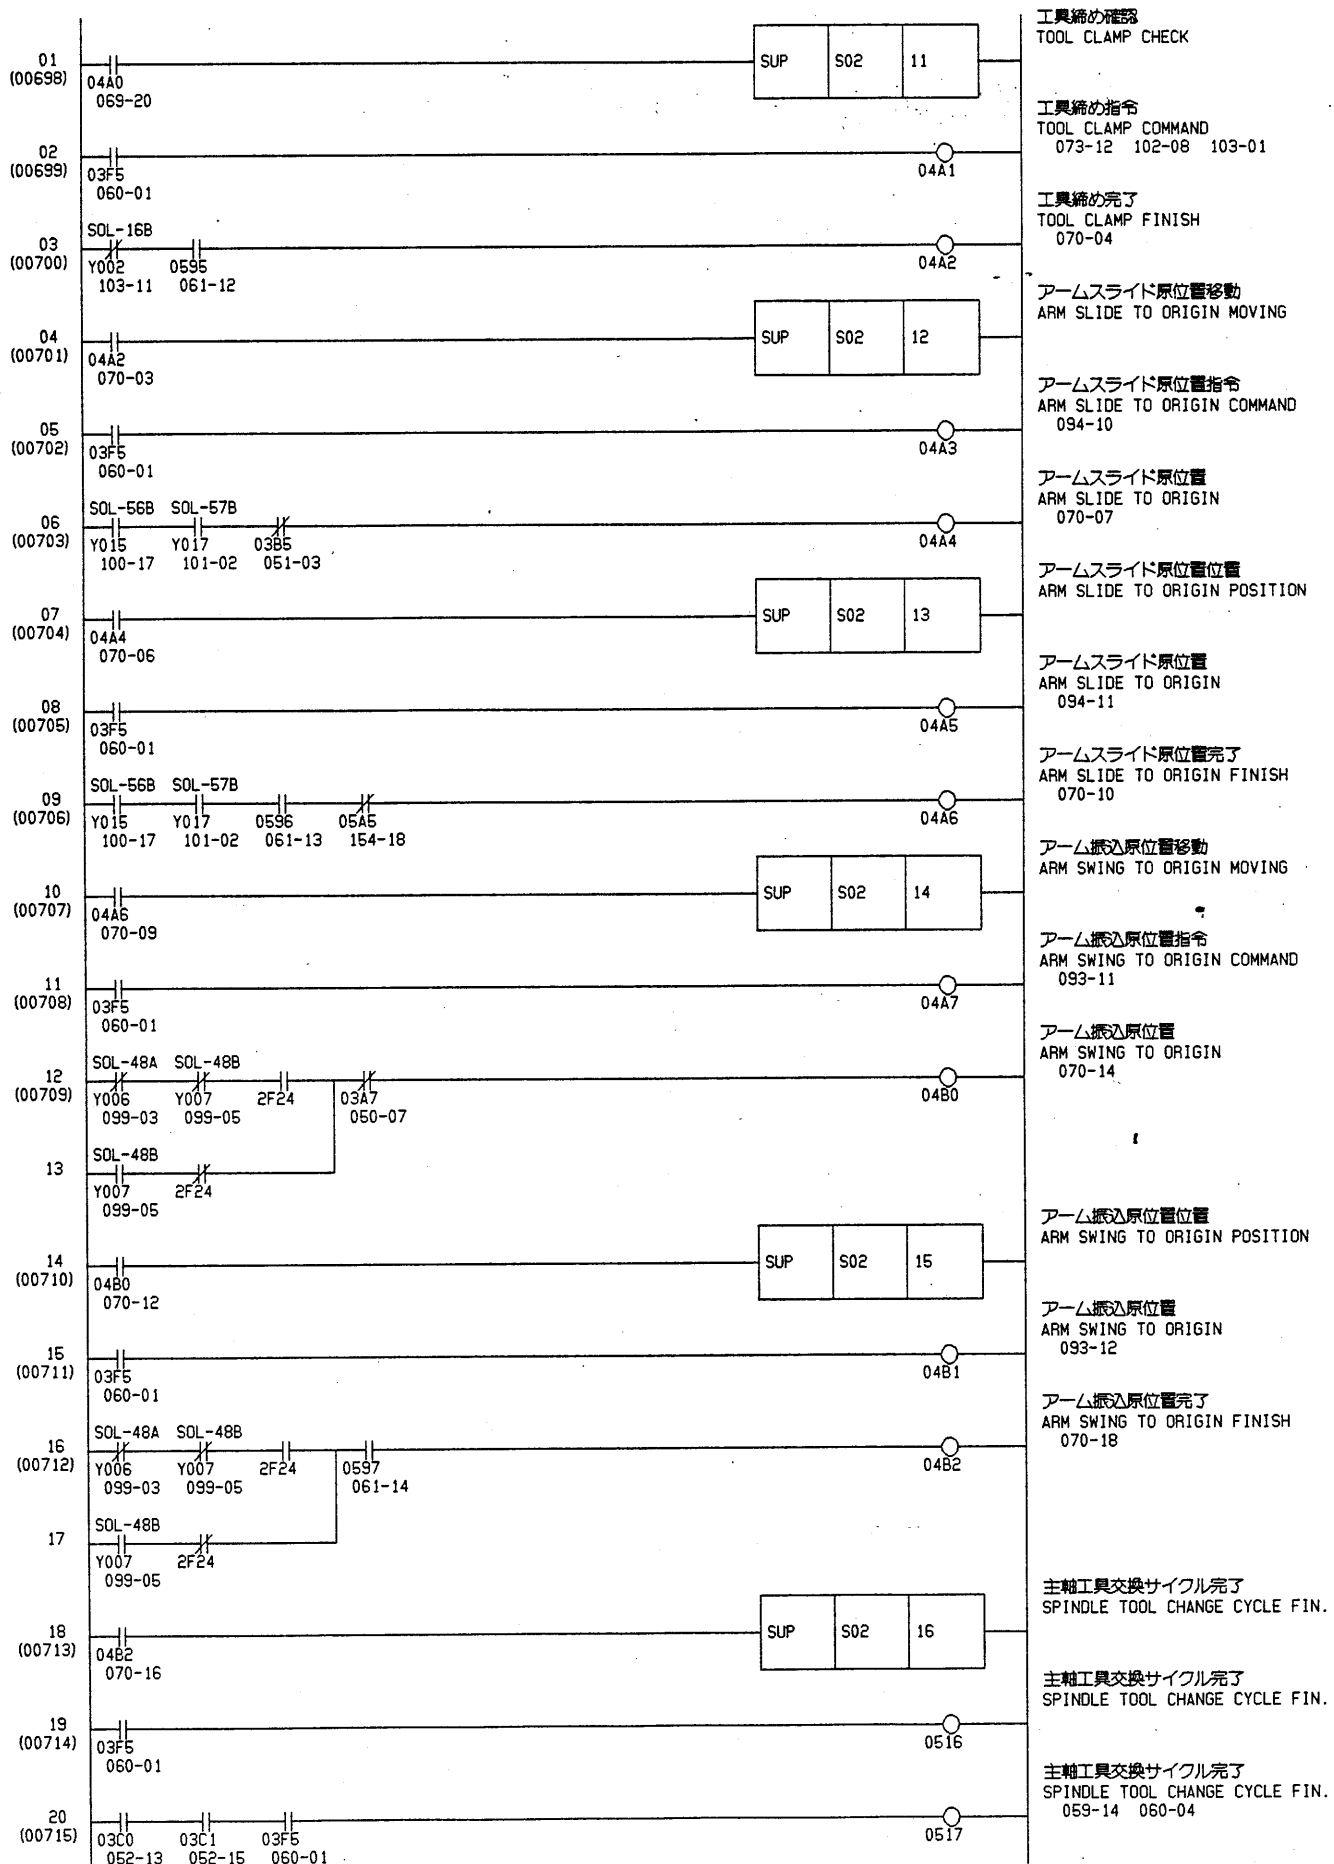 工具締め確認
TOOL CLAMP CHECK
01
(00698)
04A0
069-20
SUP S02 11
工具締め指令
TOOL CLAMP COMMAND
073-12 102-08 103-01
02
(00699)
03F5
060-01
04A1
工具締め完了
TOOL CLAMP FINISH
070-04
SOL-16B
03
(00700)
Y002 0595
103-11 061-12
04A2
アームスライド原位置移動
ARM SLIDE TO ORIGIN MOVING
04
(00701)
04A2
070-03
SUP S02 12
アームスライド原位置指令
ARM SLIDE TO ORIGIN COMMAND
094-10
05
(00702)
03F5
060-01
04A3
アームスライド原位置
ARM SLIDE TO ORIGIN
070-07
SOL-56B SOL-57B
06
(00703)
Y015 Y017 03B5
100-17 101-02 051-03
04A4
アームスライド原位置位置
ARM SLIDE TO ORIGIN POSITION
07
(00704)
04A4
070-06
SUP S02 13
アームスライド原位置
ARM SLIDE TO ORIGIN
094-11
08
(00705)
03F5
060-01
04A5
アームスライド原位置完了
ARM SLIDE TO ORIGIN FINISH
070-10
SOL-56B SOL-57B
09
(00706)
Y015 Y017 0596 05A5
100-17 101-02 061-13 154-18
04A6
アーム振込原位置移動
ARM SWING TO ORIGIN MOVING
10
(00707)
04A6
070-09
SUP S02 14
アーム振込原位置指令
ARM SWING TO ORIGIN COMMAND
093-11
11
(00708)
03F5
060-01
04A7
アーム振込原位置
ARM SWING TO ORIGIN
070-14
SOL-48A SOL-48B
12
(00709)
Y006 Y007 2F24 03A7
099-03 099-05 050-07
04B0
SOL-48B
13
Y007 2F24
099-05
アーム振込原位置位置
ARM SWING TO ORIGIN POSITION
14
(00710)
04B0
070-12
SUP S02 15
アーム振込原位置
ARM SWING TO ORIGIN
093-12
15
(00711)
03F5
060-01
04B1
アーム振込原位置完了
ARM SWING TO ORIGIN FINISH
070-18
SOL-48A SOL-48B
16
(00712)
Y006 Y007 2F24 0597
099-03 099-05 061-14
04B2
SOL-48B
17
Y007 2F24
099-05
主軸工具交換サイクル完了
SPINDLE TOOL CHANGE CYCLE FIN.
18
(00713)
04B2
070-16
SUP S02 16
主軸工具交換サイクル完了
SPINDLE TOOL CHANGE CYCLE FIN.
19
(00714)
03F5
060-01
0516
主軸工具交換サイクル完了
SPINDLE TOOL CHANGE CYCLE FIN.
059-14 060-04
20
(00715)
03C0 03C1 03F5
052-13 052-15 060-01
0517